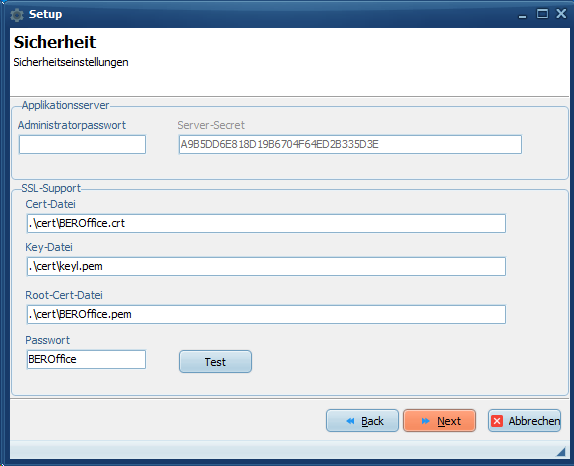 Setup
Sicherheit
Sicherheitseinstellungen
Applikationsserver
Administratorpasswort
Server-Secret
A9B5DD6E818D19B6704F64ED2B335D3E
SSL-Support
Cert-Datei
.\cert\BEROffice.crt
Key-Datei
.\cert\keyl.pem
Root-Cert-Datei
.\cert\BEROffice.pem
Passwort
BEROffice
Test
Back
Next
Abbrechen